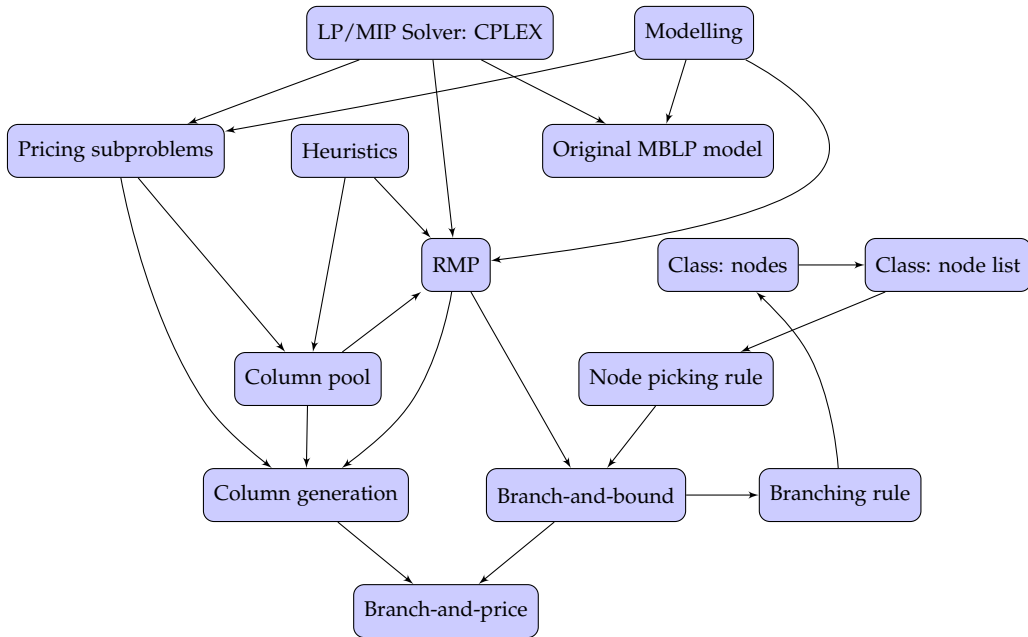 LP/MIP Solver: CPLEX
Modelling
Pricing subproblems
Heuristics
Original MBLP model
RMP
Class: nodes
Class: node list
Column pool
Node picking rule
Column generation
Branch-and-bound
Branching rule
Branch-and-price